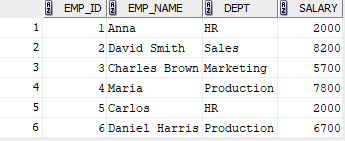 EMP_ID EMP_NAME DEPT SALARY
1 1 Anna HR 2000
2 2 David Smith Sales 8200
3 3 Charles Brown Marketing 5700
4 4 Maria Production 7800
5 5 Carlos HR 2000
6 6 Daniel Harris Production 6700